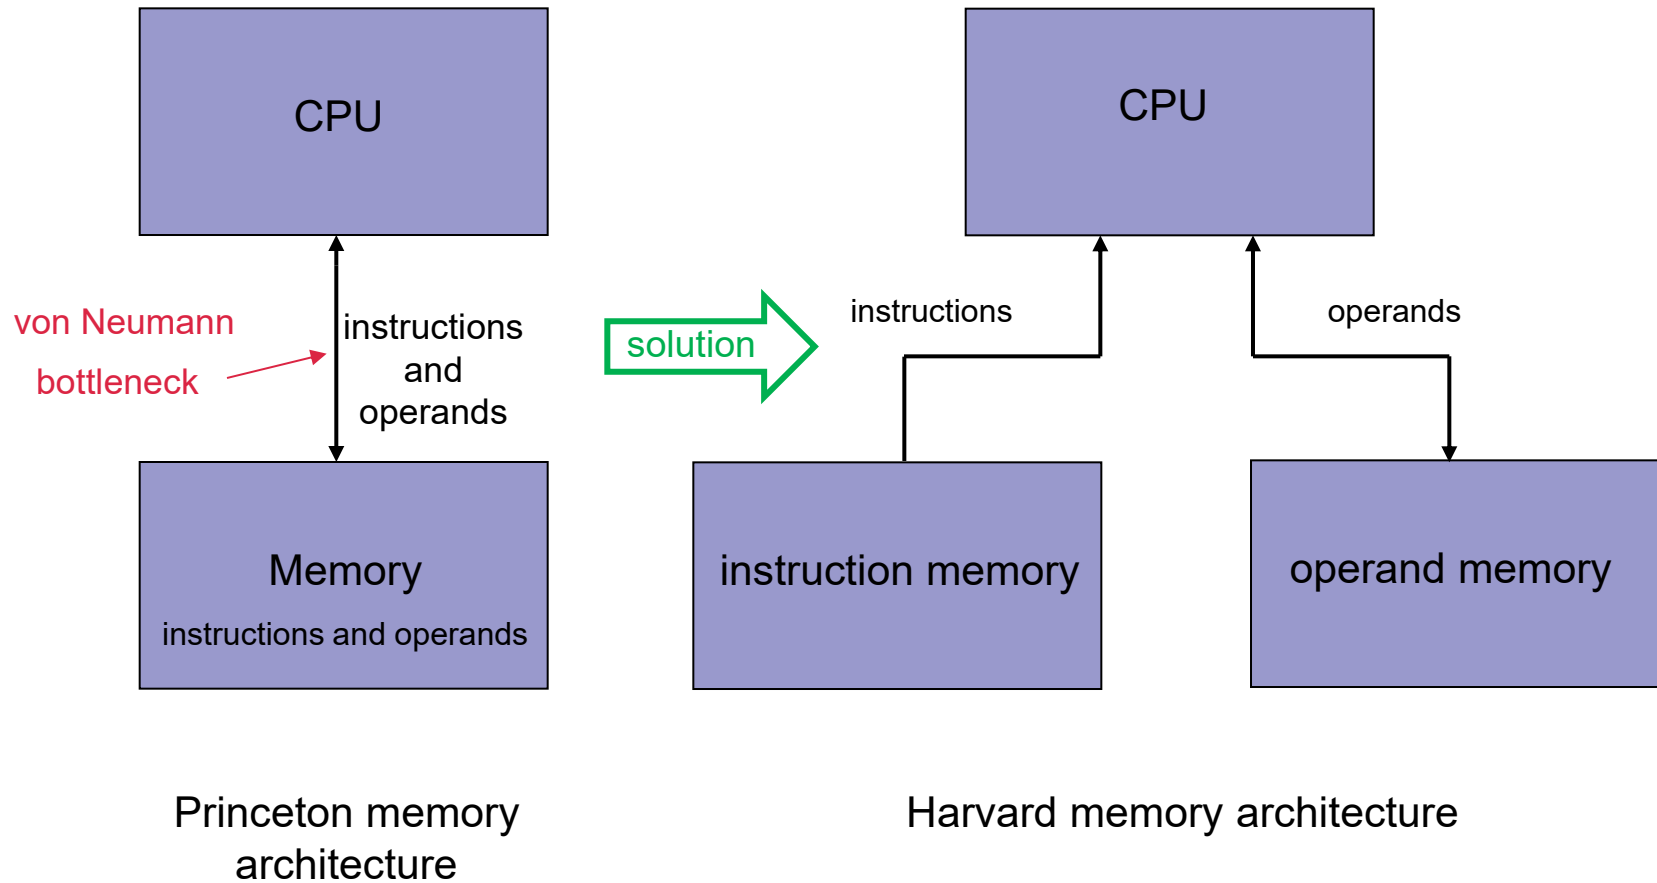 CPU
von Neumann
bottleneck
instructions
and
operands
Memory
instructions and operands
Princeton memory
architecture
solution
CPU
instructions
operands
instruction memory
operand memory
Harvard memory architecture